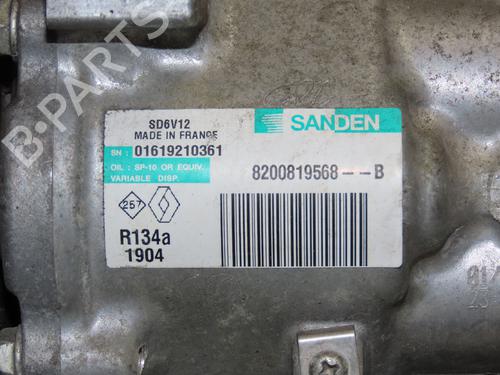 SD6V12
MADE IN FRANCE
SANDEN
SN : 01619210361
OIL : SP-10 OR EQUIV.
VARIABLE DISP.
8200819568 -- B
257
R134a
1904
B-PARTS